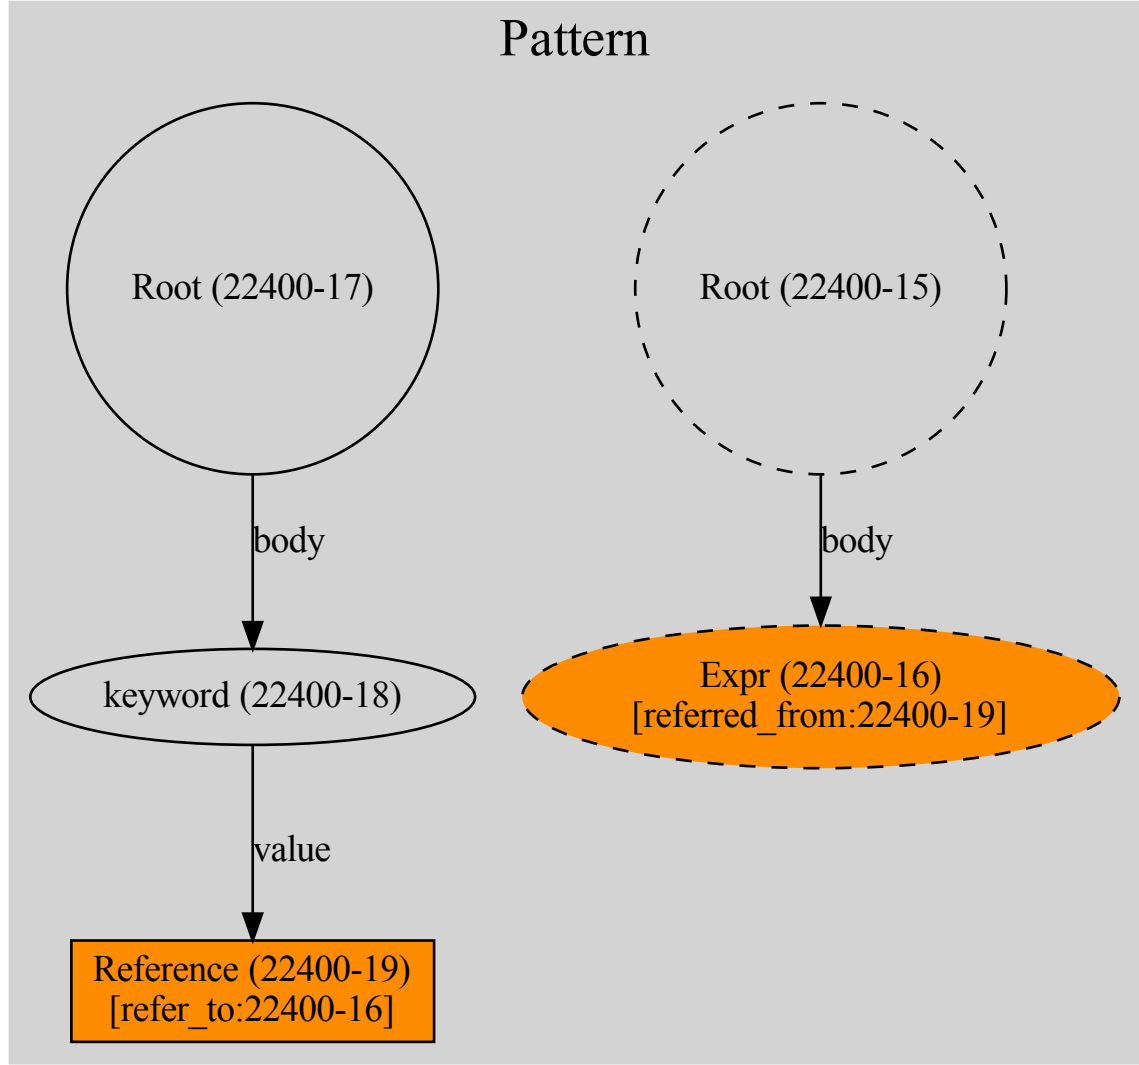 Pattern
Root (22400-17)
Root (22400-15)
body
body
keyword (22400-18)
Expr (22400-16)
[referred_from:22400-19]
value
Reference (22400-19)
[refer_to:22400-16]